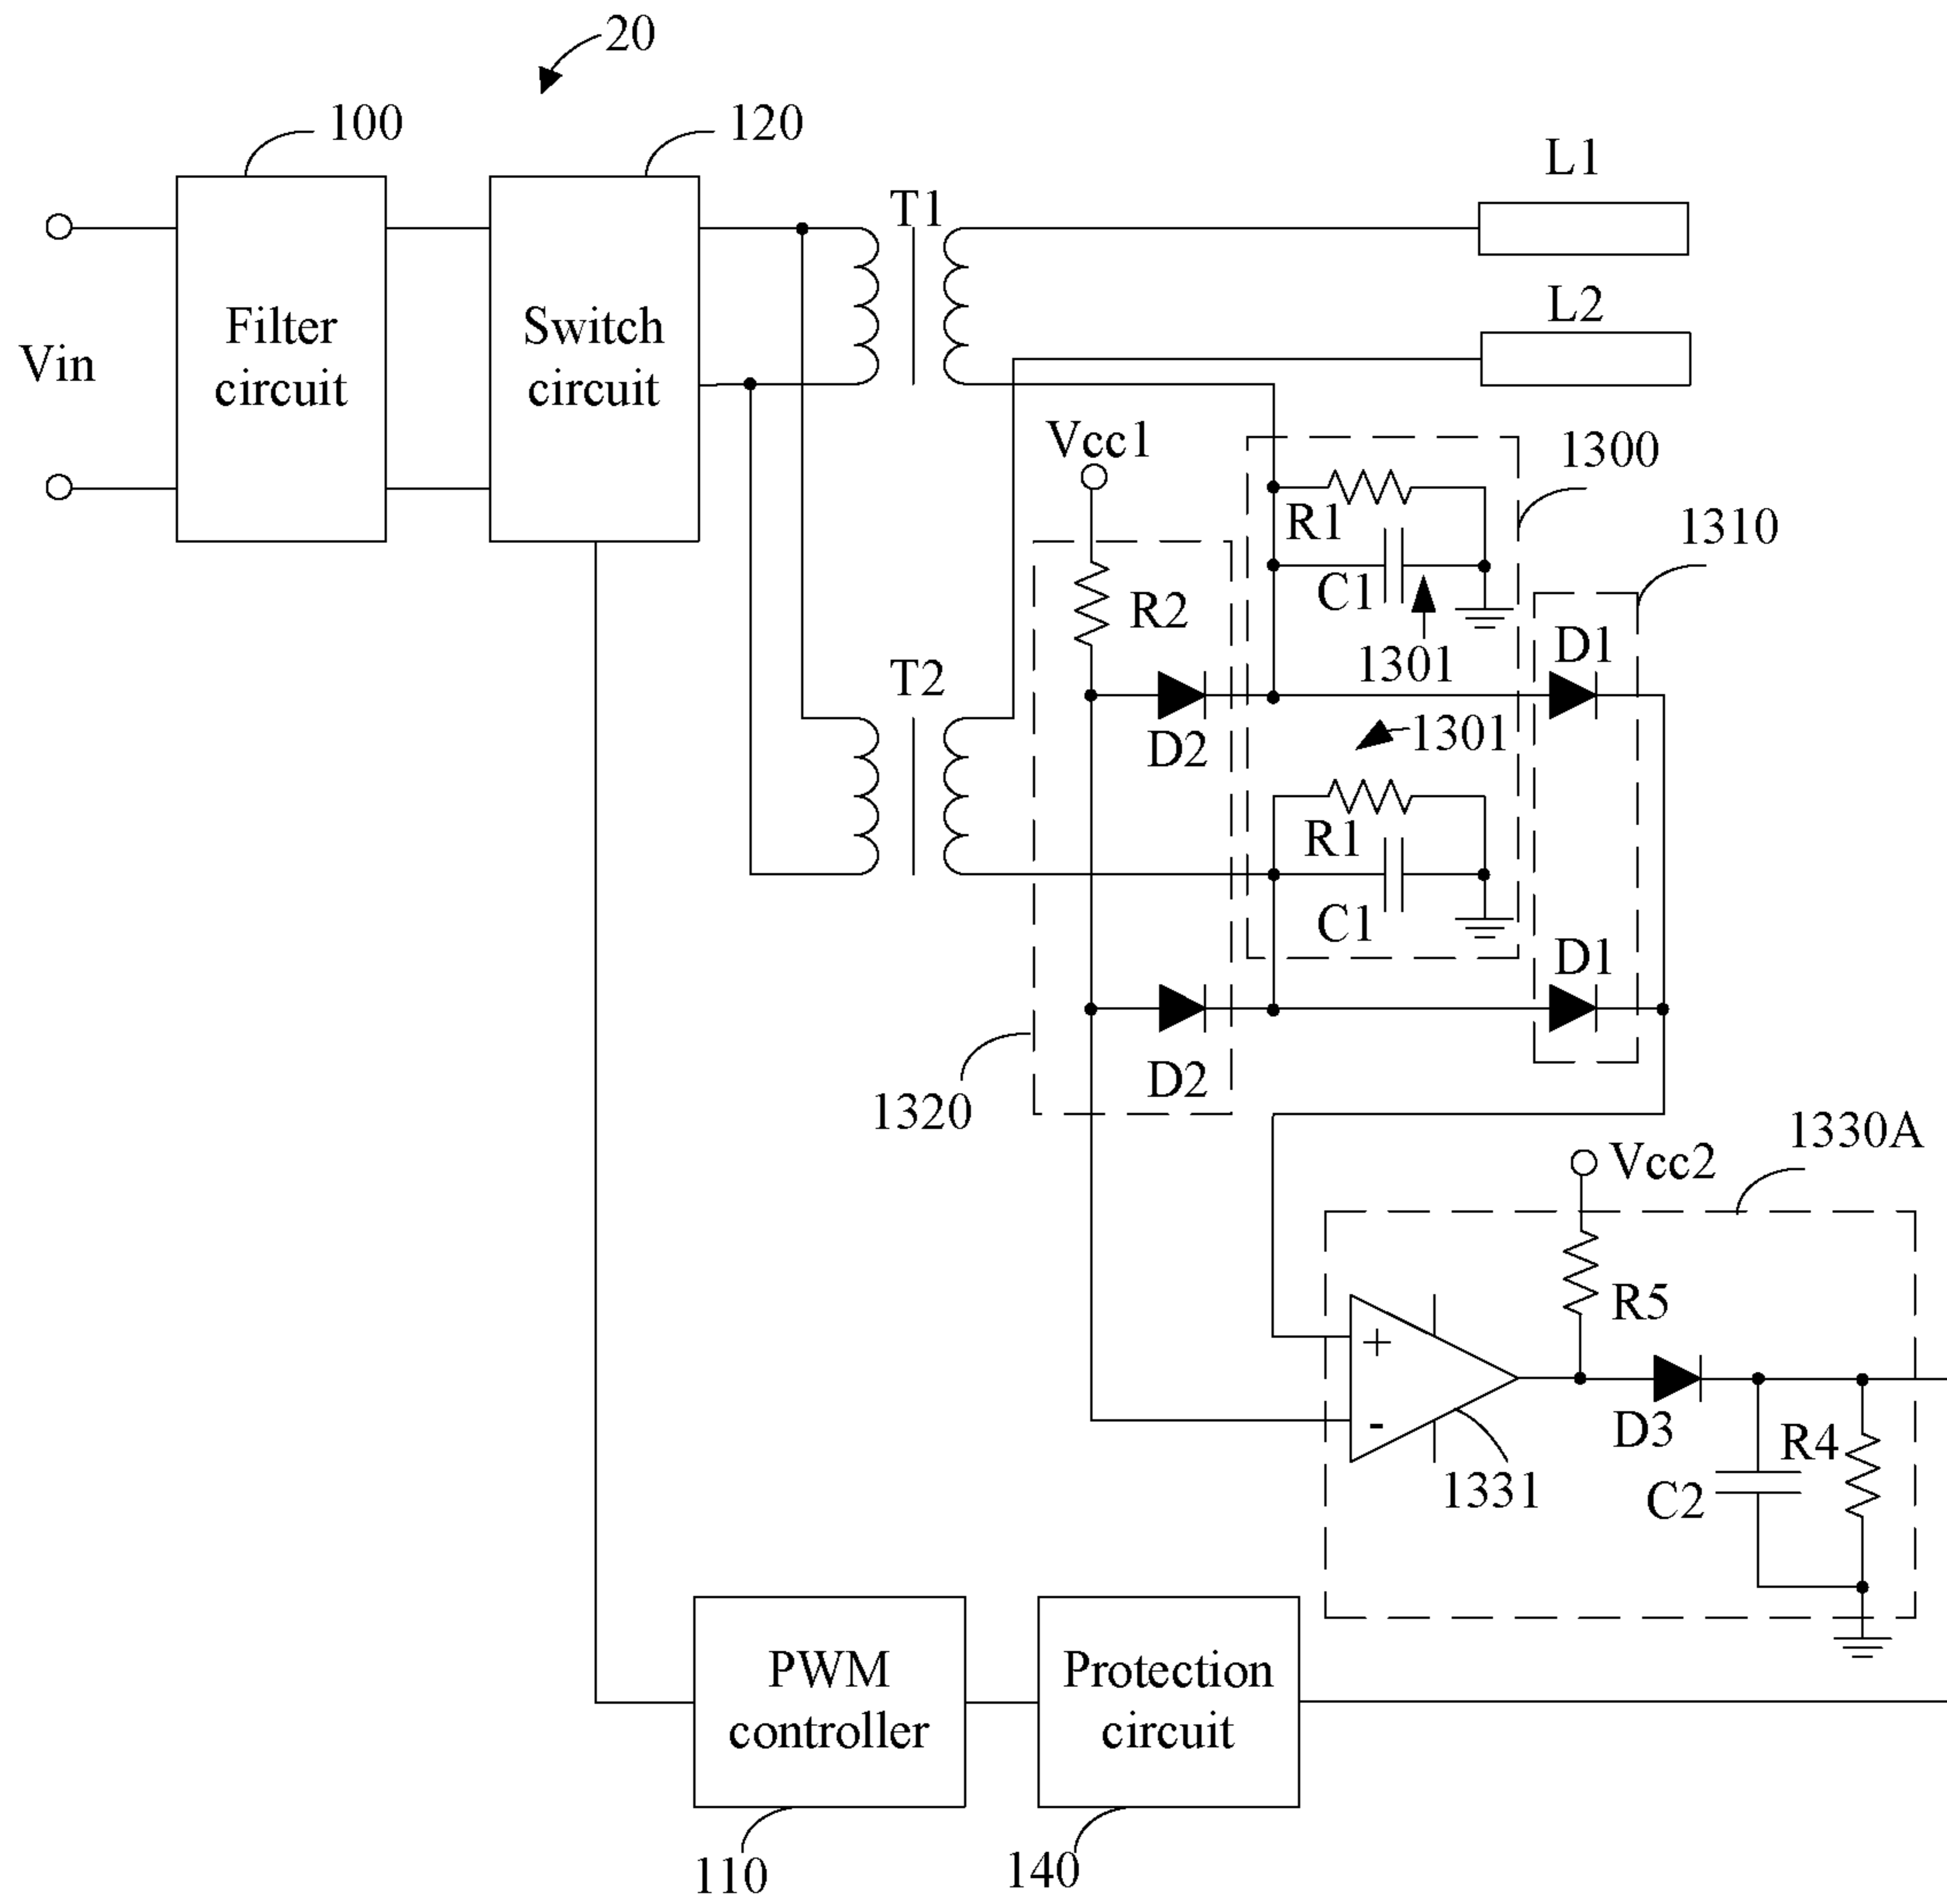 20
100
120
L1
T1
L2
Filter
circuit
Switch
circuit
Vin
Vcc1
1300
R1
1310
C1
R2
D1
1301
T2
1301
D2
R1
C1
D1
D2
1320
1330A
Vcc2
R5
+
D3
R4
-
1331
C2
PWM
controller
Protection
circuit
110
140